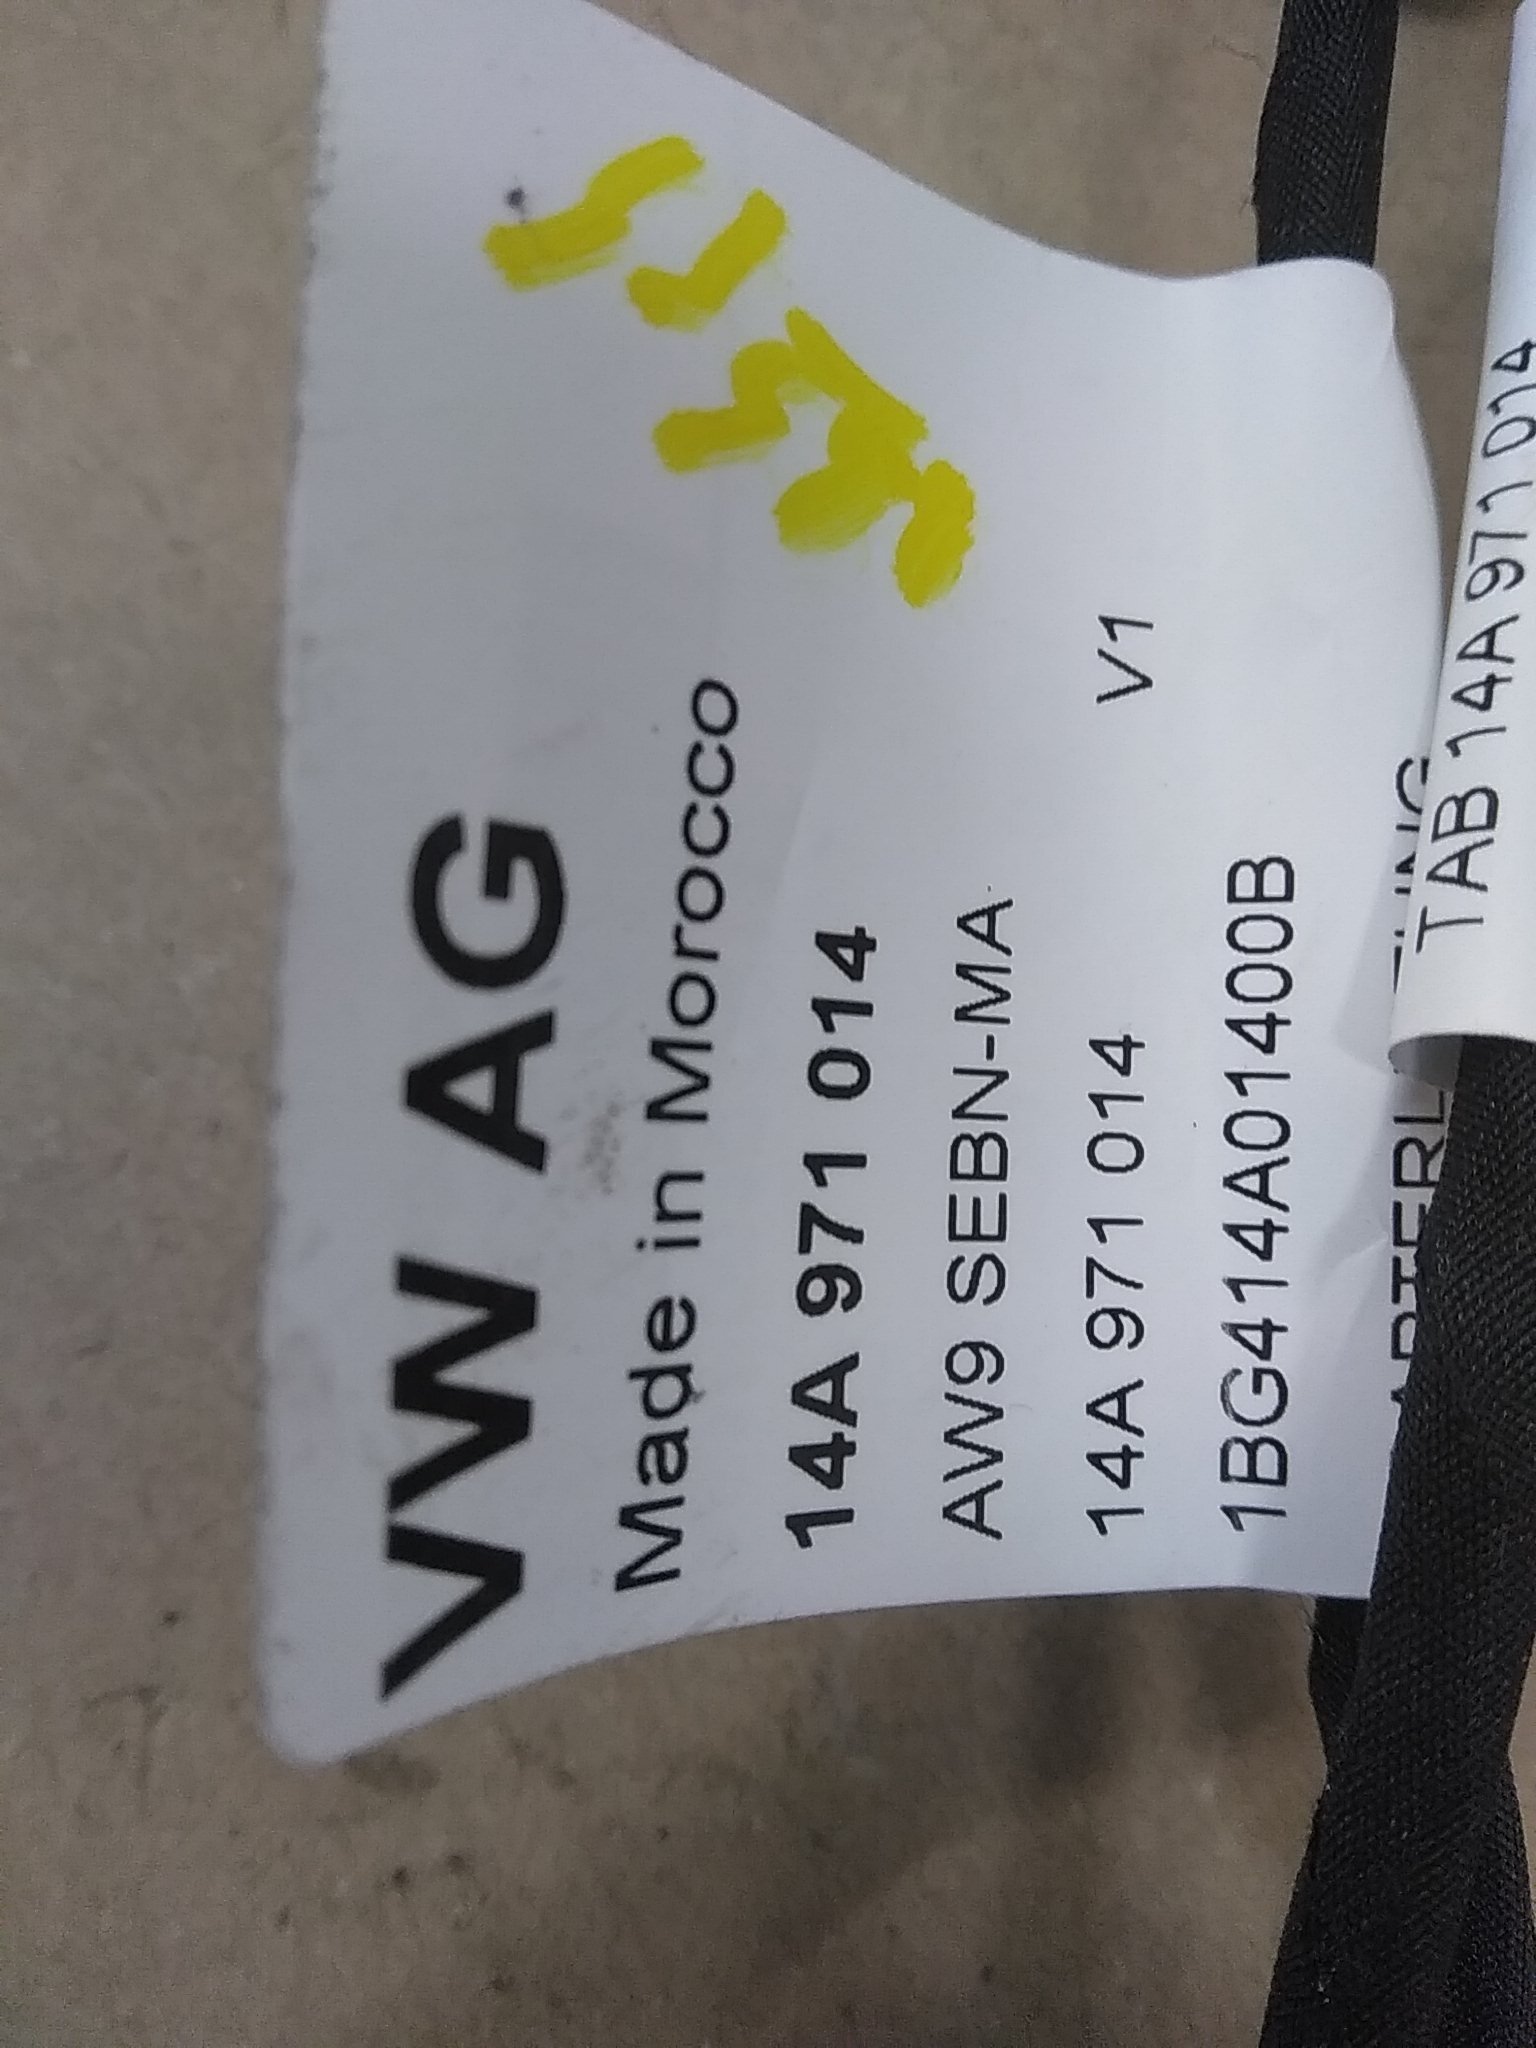 VW AG
Made in Morocco
14A 971 014
AW9 SEBN-MA
14A 971 014 V1
1BG414A01400B
TAB 14A 971 014